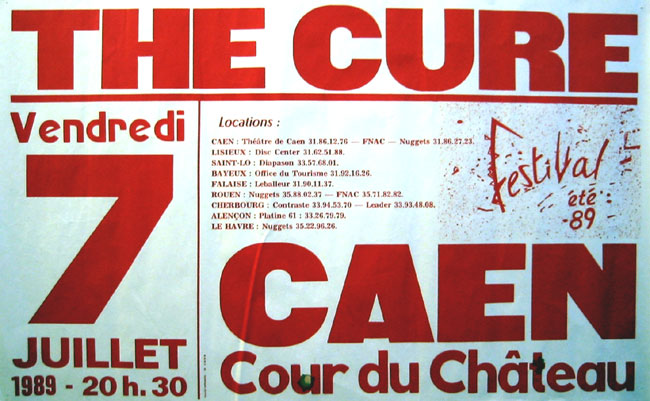 THE CURE
Vendredi
7
JUILLET
1989 - 20 h. 30
Locations :
CAEN : Théâtre de Caen 31.86.12.76 — FNAC — Nuggets 31.86.27.23.
LISIEUX : Disc Center 31.62.51.88.
SAINT-LO : Diapason 33.57.68.01.
BAYEUX : Office du Tourisme 31.92.16.26.
FALAISE : Leballeur 31.90.11.37.
ROUEN : Nuggets 35.88.02.37 — FNAC 35.71.82.82.
CHERBOURG : Contraste 33.94.53.70 — Leader 33.93.48.68.
ALENÇON : Platine 61 : 33.26.79.79.
LE HAVRE : Nuggets 35.22.96.26.
Festival
été
-89
CAEN
Cour du Château